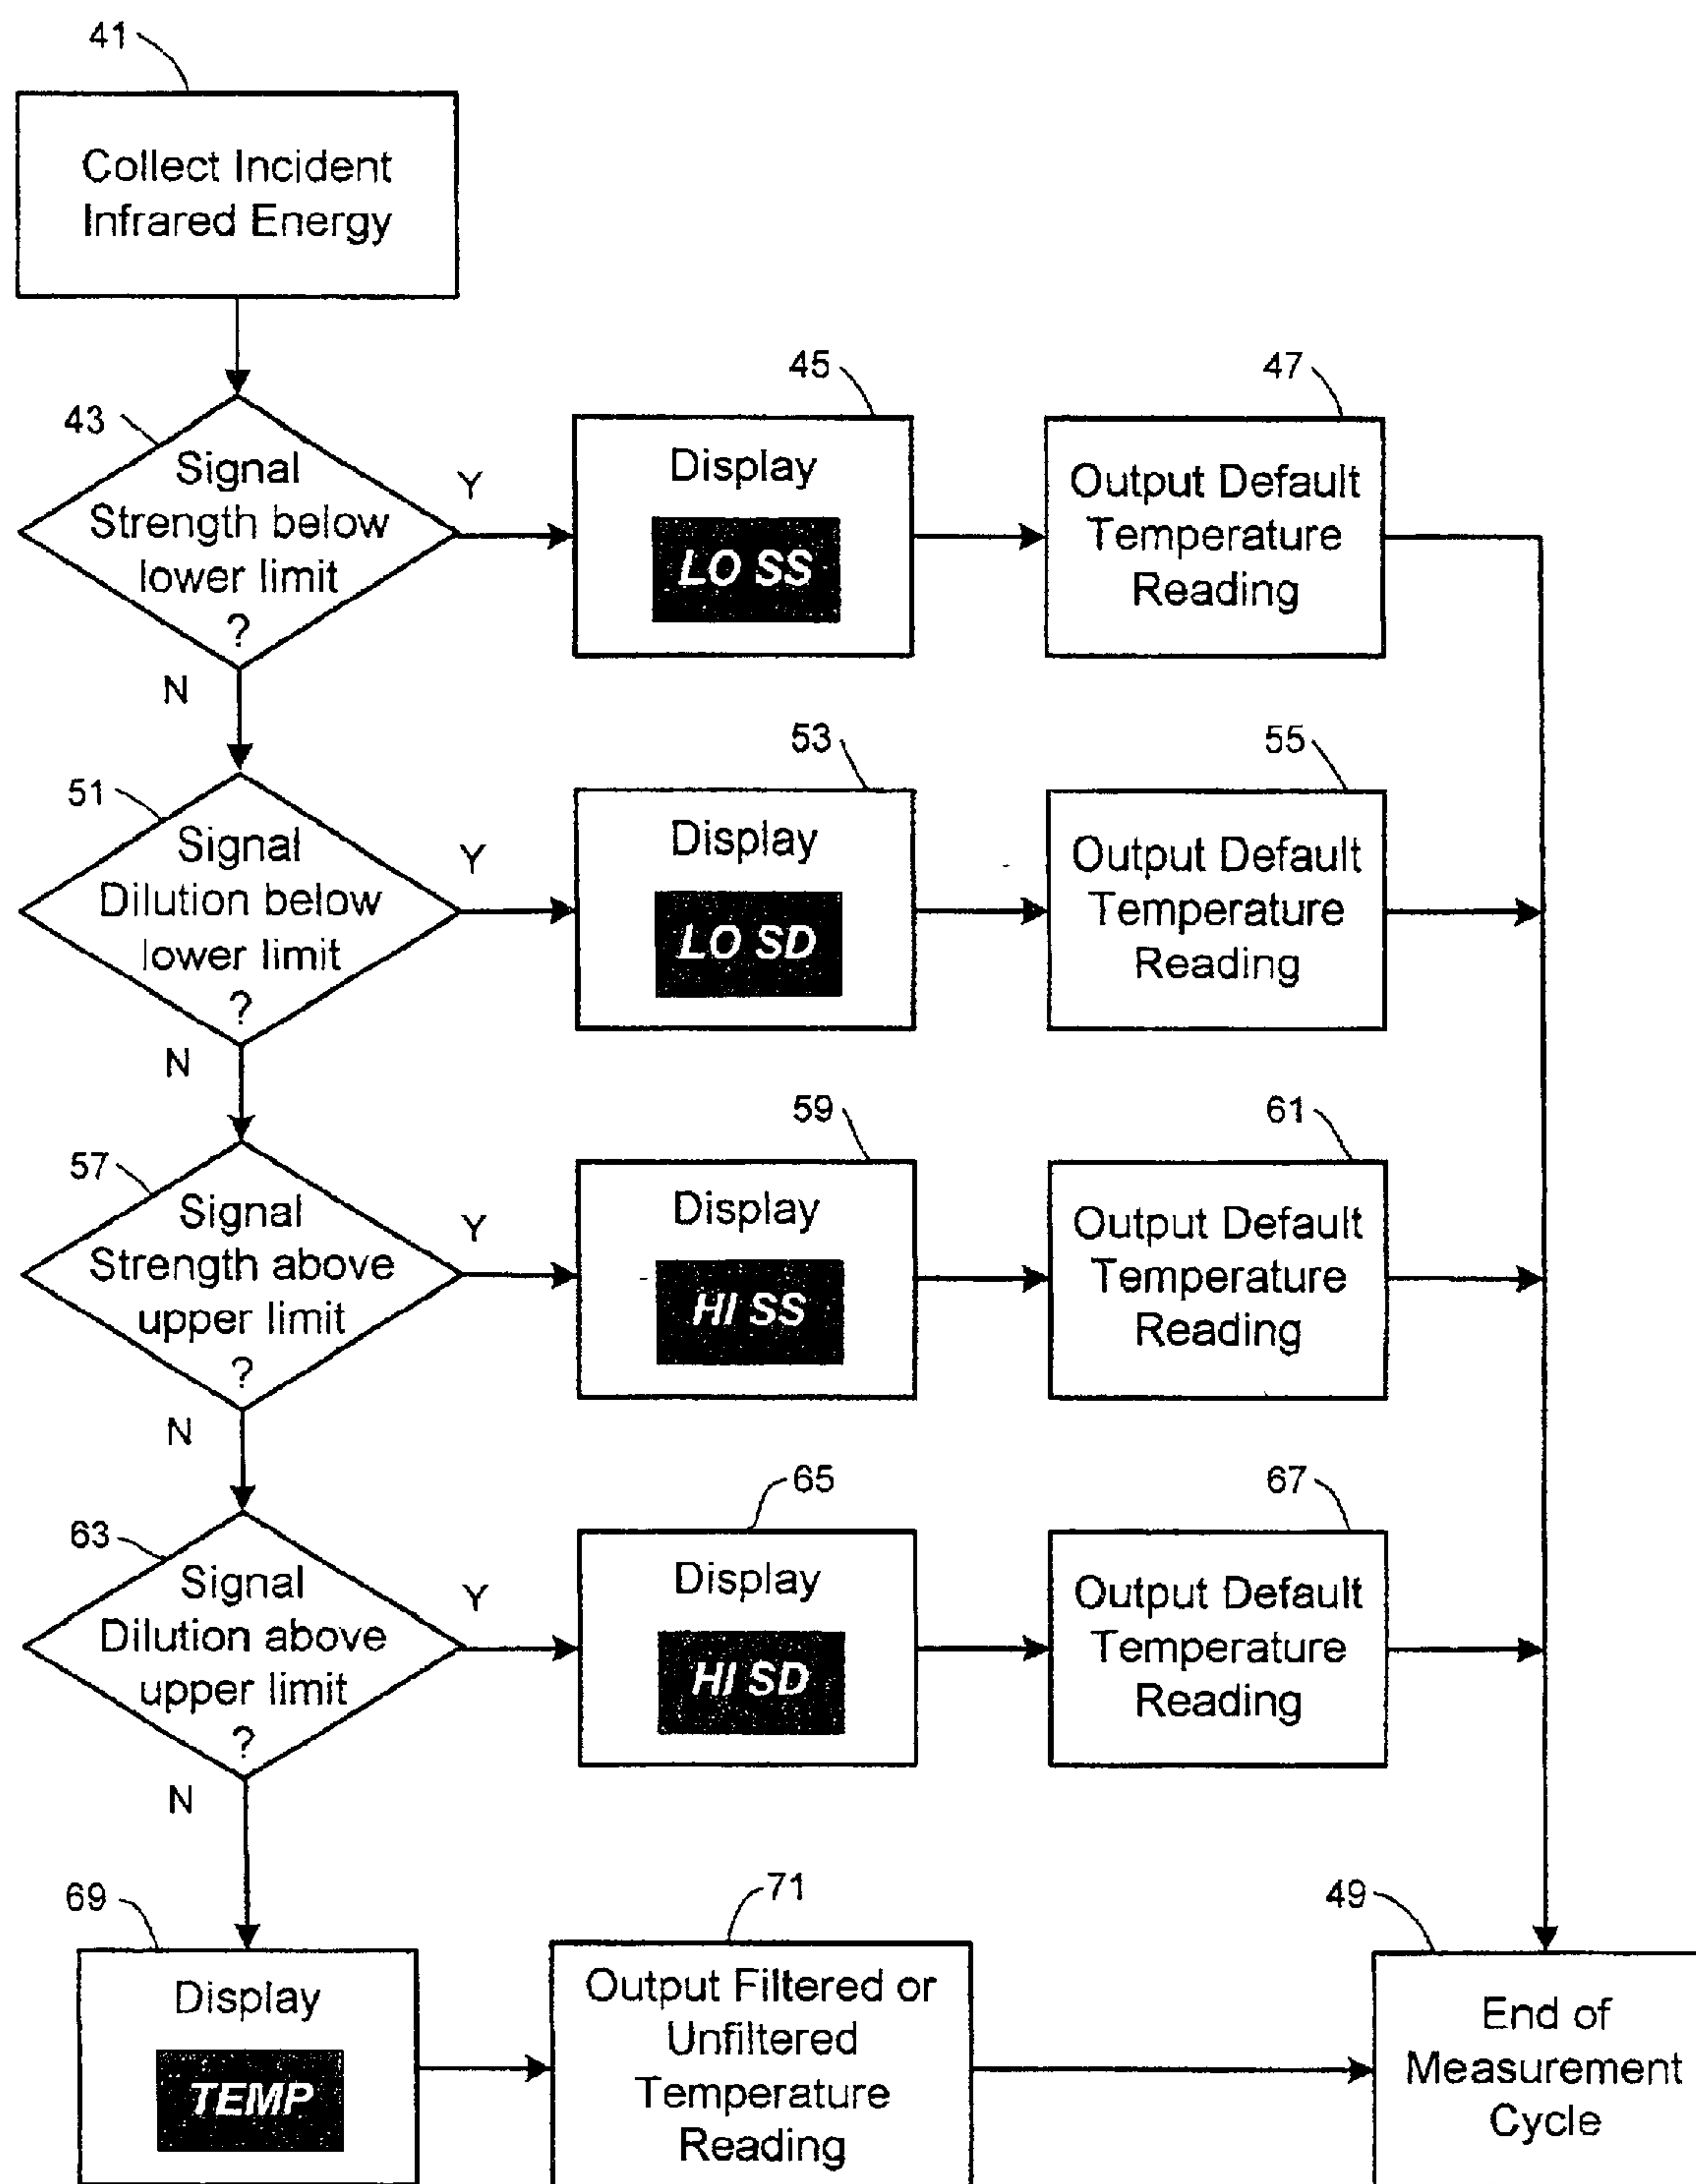 41
Collect Incident
Infrared Energy
43
Signal
Strength below
lower limit
?
Y
N
45
Display
LO SS
47
Output Default
Temperature
Reading
51
Signal
Dilution below
lower limit
?
Y
N
53
Display
LO SD
55
Output Default
Temperature
Reading
57
Signal
Strength above
upper limit
?
Y
N
59
Display
HI SS
61
Output Default
Temperature
Reading
63
Signal
Dilution above
upper limit
?
Y
N
65
Display
HI SD
67
Output Default
Temperature
Reading
69
Display
TEMP
71
Output Filtered or
Unfiltered
Temperature
Reading
49
End of
Measurement
Cycle